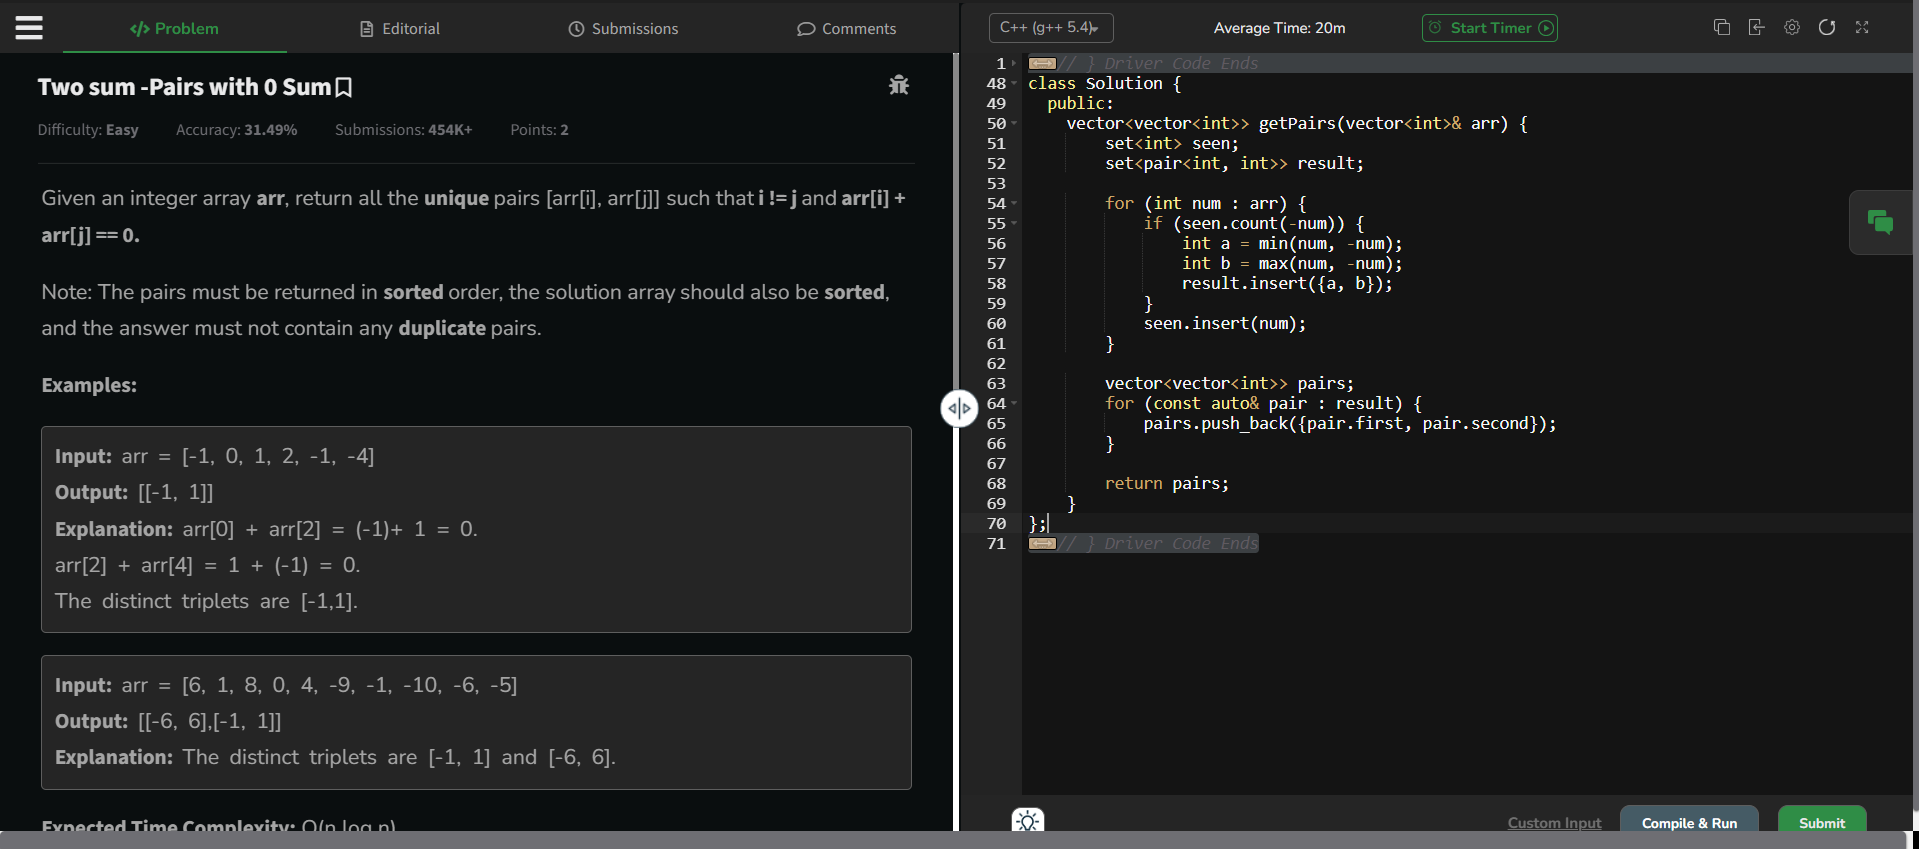 </> Problem
Editorial
Submissions
Comments
Two sum -Pairs with 0 Sum
Difficulty: Easy Accuracy: 31.49% Submissions: 454K+ Points: 2
Given an integer array arr, return all the unique pairs [arr[i], arr[j]] such that i != j and arr[i] +
arr[j] == 0.
Note: The pairs must be returned in sorted order, the solution array should also be sorted,
and the answer must not contain any duplicate pairs.
Examples:
Input: arr = [-1, 0, 1, 2, -1, -4]
Output: [[-1, 1]]
Explanation: arr[0] + arr[2] = (-1)+ 1 = 0.
arr[2] + arr[4] = 1 + (-1) = 0.
The distinct triplets are [-1,1].
Input: arr = [6, 1, 8, 0, 4, -9, -1, -10, -6, -5]
Output: [[-6, 6],[-1, 1]]
Explanation: The distinct triplets are [-1, 1] and [-6, 6].
Expected Time Complexity: O(n log n)
C++ (g++ 5.4)
Average Time: 20m
Start Timer
1 // } Driver Code Ends
48 class Solution {
49 public:
50 vector<vector<int>> getPairs(vector<int>& arr) {
51 set<int> seen;
52 set<pair<int, int>> result;
53
54 for (int num : arr) {
55 if (seen.count(-num)) {
56 int a = min(num, -num);
57 int b = max(num, -num);
58 result.insert({a, b});
59 }
60 seen.insert(num);
61 }
62
63 vector<vector<int>> pairs;
64 for (const auto& pair : result) {
65 pairs.push_back({pair.first, pair.second});
66 }
67
68 return pairs;
69 }
70 };
71 // } Driver Code Ends
Custom Input
Compile & Run
Submit